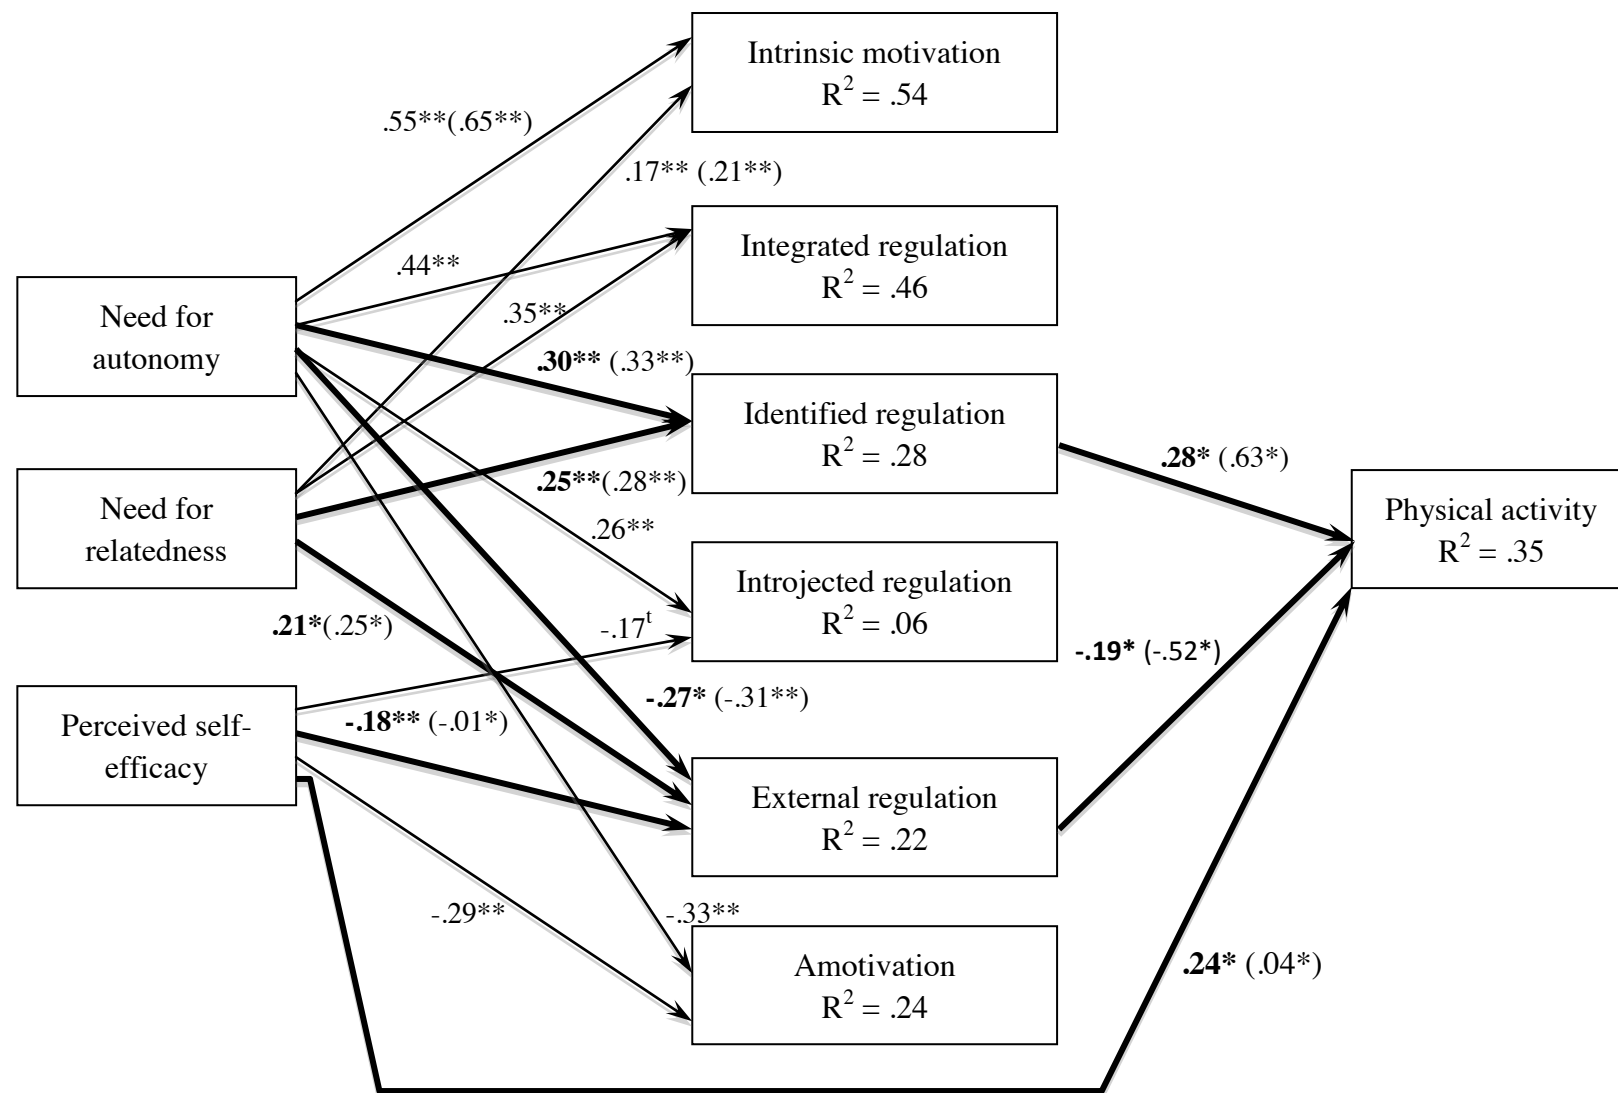 Intrinsic motivation
R² = .54
.55**(.65**)
.17** (.21**)
Integrated regulation
R² = .46
.44**
Need for
autonomy
.35**
.30** (.33**)
Identified regulation
R² = .28
.28* (.63*)
.25**(.28**)
Need for
relatedness
Physical activity
R² = .35
.26**
Introjected regulation
R² = .06
.21*(.25*)
-.17ᵗ
-.19* (-.52*)
-.27* (-.31**)
Perceived self-
efficacy
-.18** (-.01*)
External regulation
R² = .22
-.29**
-.33**
Amotivation
R² = .24
.24* (.04*)